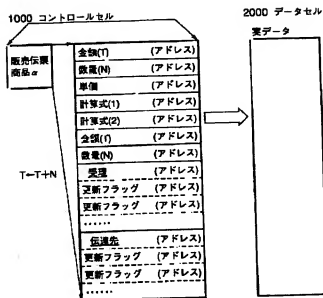 1000 コントロールセル
2000 データセル
販売伝票
商品α
実データ
金額(T) (アドレス)
数量(N) (アドレス)
単価 (アドレス)
計算式(1) (アドレス)
計算式(2) (アドレス)
金額(T) (アドレス)
数量(N) (アドレス)
受理 (アドレス)
更新フラッグ (アドレス)
更新フラッグ (アドレス)
……
T←T+N
伝達先 (アドレス)
更新フラッグ (アドレス)
更新フラッグ (アドレス)
……